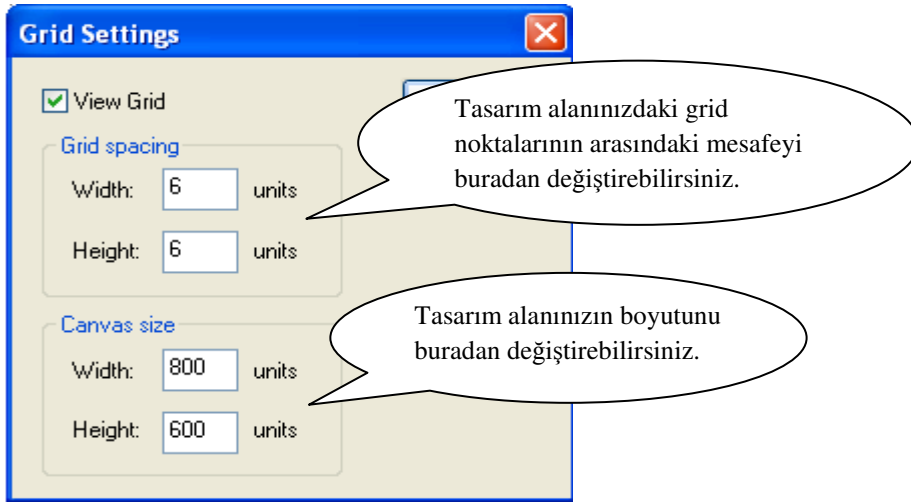 Grid Settings
View Grid
Tasarım alanınızdaki grid
noktalarının arasındaki mesafeyi
buradan değiştirebilirsiniz.
Grid spacing
Width: 6 units
Height: 6 units
Tasarım alanınızın boyutunu
buradan değiştirebilirsiniz.
Canvas size
Width: 800 units
Height: 600 units